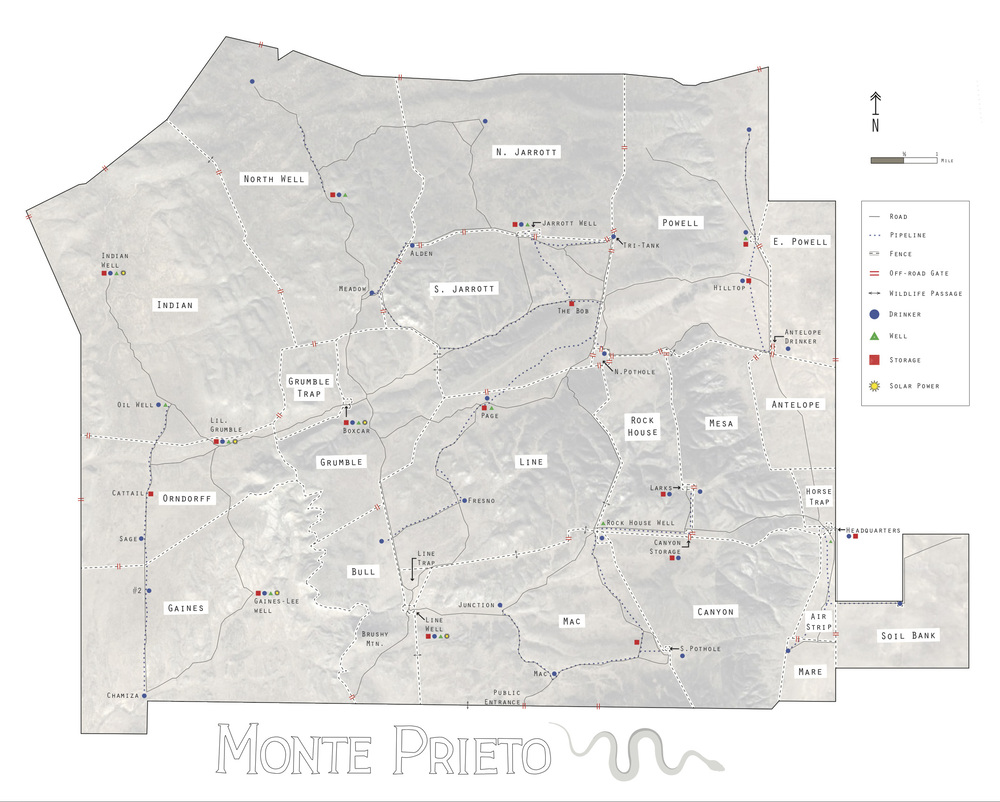 N
½
1
MILE
N. JARROTT
NORTH WELL
JARROTT WELL
POWELL
E. POWELL
TRI-TANK
ALDEN
INDIAN
WELL
MEADOW
S. JARROTT
HILLTOP
INDIAN
THE BOB
ANTELOPE
DRINKER
N.POTHOLE
GRUMBLE
TRAP
OIL WELL
LIL.
GRUMBLE
BOXCAR
PAGE
ROCK
HOUSE
MESA
ANTELOPE
GRUMBLE
LINE
CATTAIL
ORNDORFF
FRESNO
LARKS
HORSE
TRAP
SAGE
ROCK HOUSE WELL
HEADQUARTERS
CANYON
STORAGE
LINE
TRAP
BULL
#2
GAINES
GAINES-LEE
WELL
JUNCTION
LINE
WELL
MAC
CANYON
AIR
STRIP
SOIL BANK
BRUSHY
MTN.
S.POTHOLE
MAC
MARE
CHAMIZA
PUBLIC
ENTRANCE
ROAD
PIPELINE
FENCE
OFF-ROAD GATE
WILDLIFE PASSAGE
DRINKER
WELL
STORAGE
SOLAR POWER
MONTE PRIETO